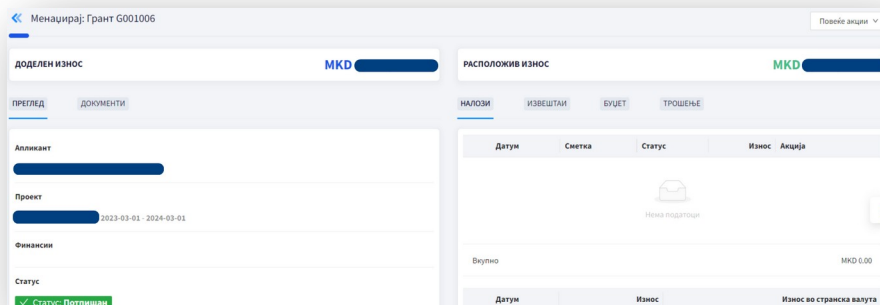 Менаџирај: Грант G001006
Повеќе акции
ДОДЕЛЕН ИЗНОС
MKD
РАСПОЛОЖИВ ИЗНОС
MKD
ПРЕГЛЕД
ДОКУМЕНТИ
НАЛОЗИ
ИЗВЕШТАИ
БУЏЕТ
ТРОШЕЊЕ
Апликант
Проект
2023-03-01 - 2024-03-01
Финансии
Статус
Статус: Потпишан
Датум
Сметка
Статус
Износ
Акција
Нема податоци
Вкупно
MKD 0.00
Датум
Износ
Износ во странска валута